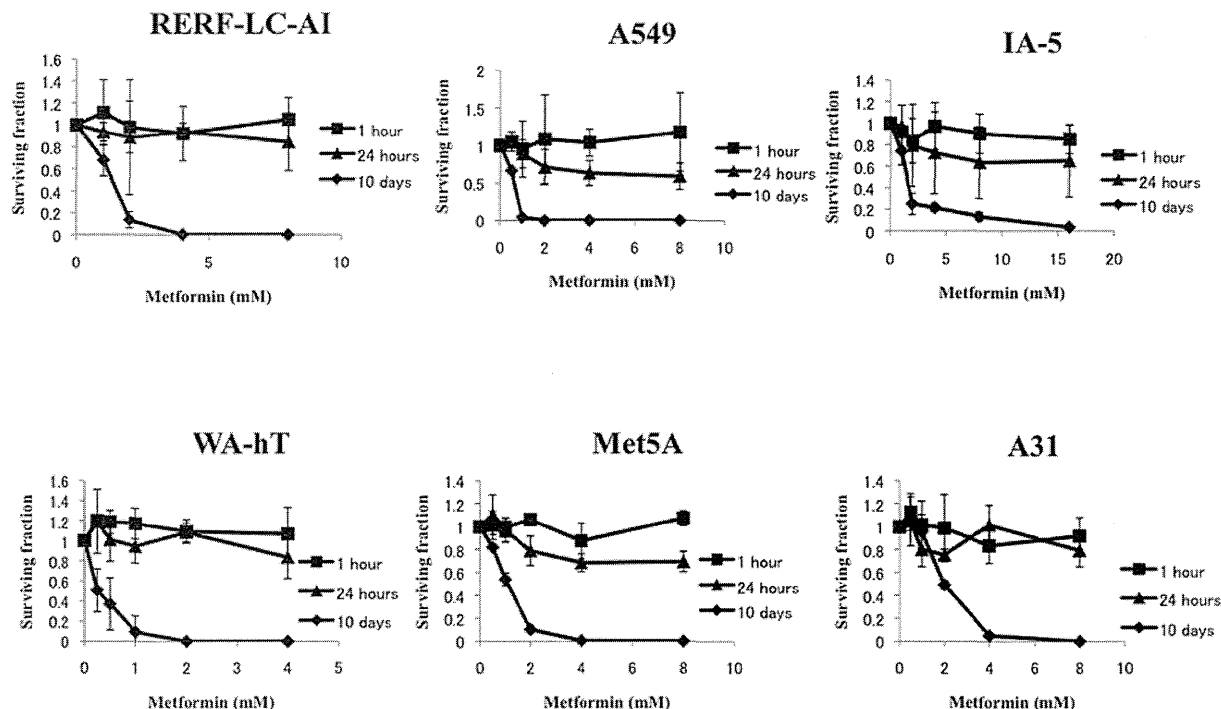 RERF-LC-AI
Surviving fraction
1.6
1.4
1.2
1
0.8
0.6
0.4
0.2
0
0 5 10
Metformin (mM)
1 hour
24 hours
10 days
A549
Surviving fraction
2
1.5
1
0.5
0
0 2 4 6 8 10
Metformin (mM)
1 hour
24 hours
10 days
IA-5
Surviving fraction
1.6
1.4
1.2
1
0.8
0.6
0.4
0.2
0
0 5 10 15 20
Metformin (mM)
1 hour
24 hours
10 days
WA-hT
Surviving fraction
1.6
1.4
1.2
1
0.8
0.6
0.4
0.2
0
0 1 2 3 4 5
Metformin (mM)
1 hour
24 hours
10 days
Met5A
Surviving fraction
1.6
1.4
1.2
1
0.8
0.6
0.4
0.2
0
0 2 4 6 8 10
Metformin (mM)
1 hour
24 hours
10 days
A31
Surviving fraction
1.6
1.4
1.2
1
0.8
0.6
0.4
0.2
0
0 2 4 6 8 10
Metformin (mM)
1 hour
24 hours
10 days